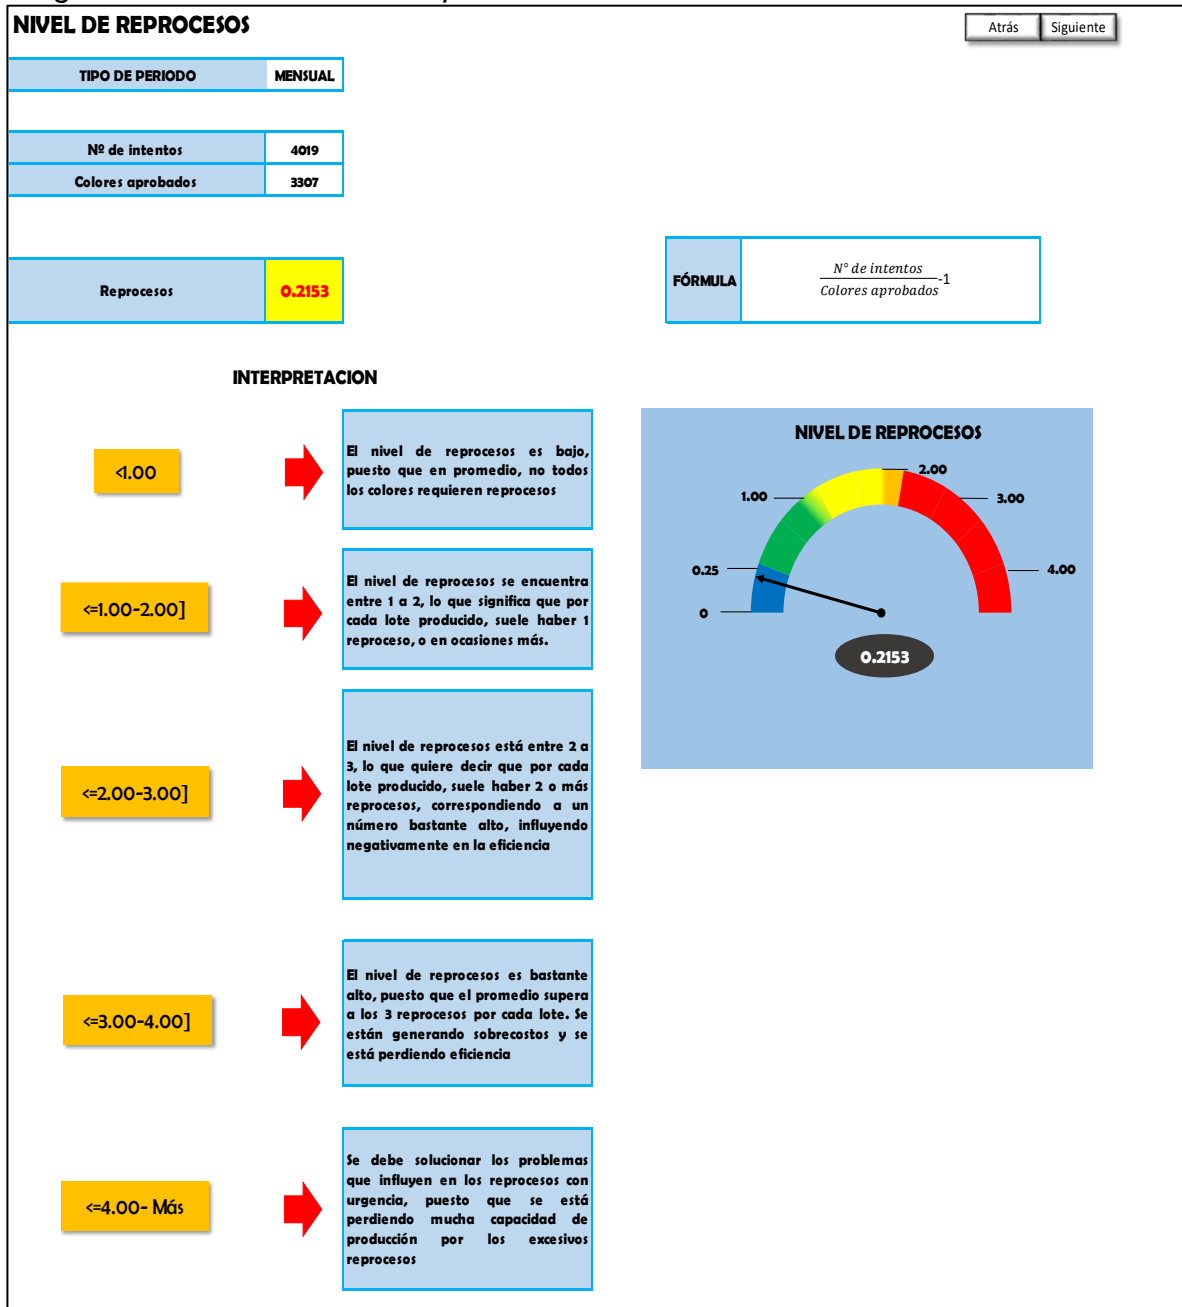 NIVEL DE REPROCESOS
Atrás Siguiente
TIPO DE PERIODO MENSUAL
Nº de intentos 4019
Colores aprobados 3307
Reprocesos 0.2153
FÓRMULA
N° de intentos
Colores aprobados -1
INTERPRETACION
<1.00
El nivel de reprocesos es bajo,
puesto que en promedio, no todos
los colores requieren reprocesos
<=1.00-2.00]
El nivel de reprocesos se encuentra
entre 1 a 2, lo que significa que por
cada lote producido, suele haber 1
reproceso, o en ocasiones más.
<=2.00-3.00]
El nivel de reprocesos está entre 2 a
3, lo que quiere decir que por cada
lote producido, suele haber 2 o más
reprocesos, correspondiendo a un
número bastante alto, influyendo
negativamente en la eficiencia
<=3.00-4.00]
El nivel de reprocesos es bastante
alto, puesto que el promedio supera
a los 3 reprocesos por cada lote. Se
están generando sobrecostos y se
está perdiendo eficiencia
<=4.00- Más
Se debe solucionar los problemas
que influyen en los reprocesos con
urgencia, puesto que se está
perdiendo mucha capacidad de
producción por los excesivos
reprocesos
NIVEL DE REPROCESOS
2.00
1.00
3.00
0.25
4.00
0
0.2153